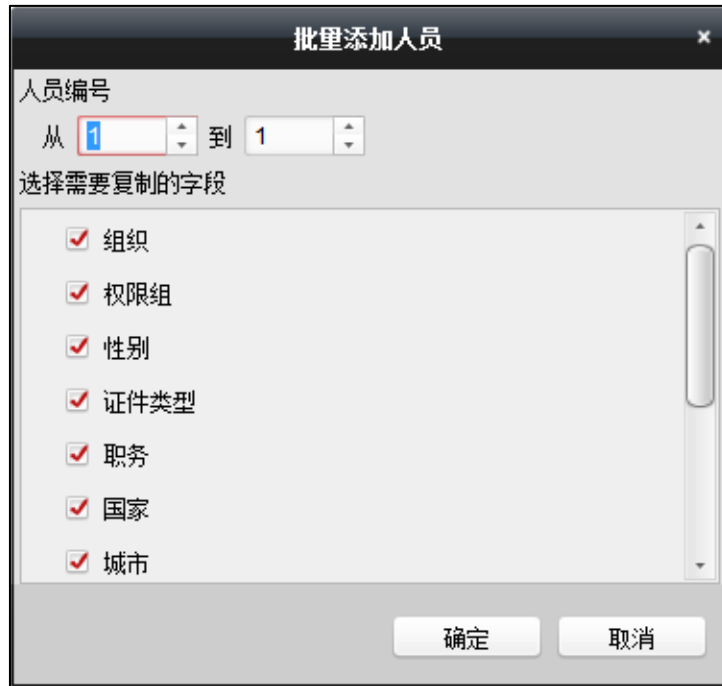 批里添加人员
人员编号
从 1 到 1
选择需要复制的字段
组织
权限组
性别
证件类型
职务
国家
城市
确定 取消